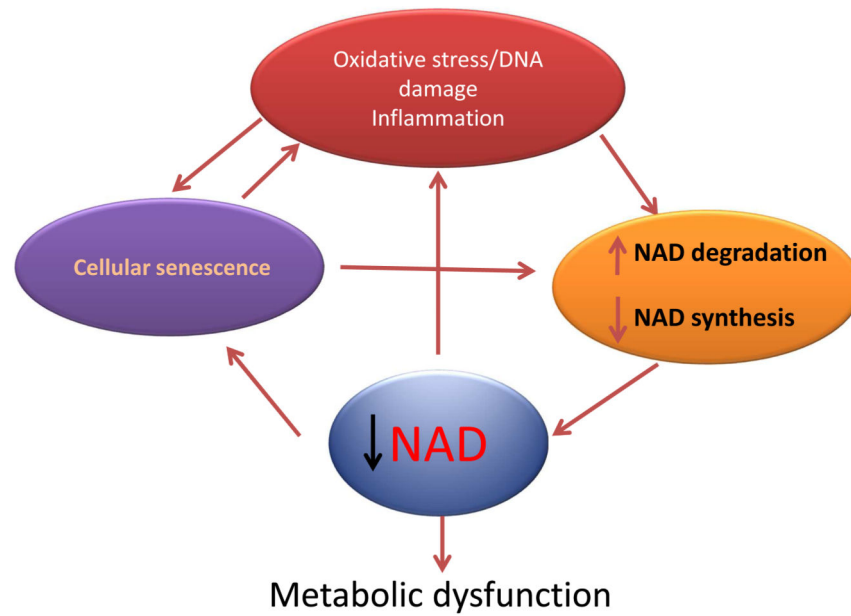 Oxidative stress/DNA
damage
Inflammation
Cellular senescence
NAD degradation
NAD synthesis
NAD
Metabolic dysfunction